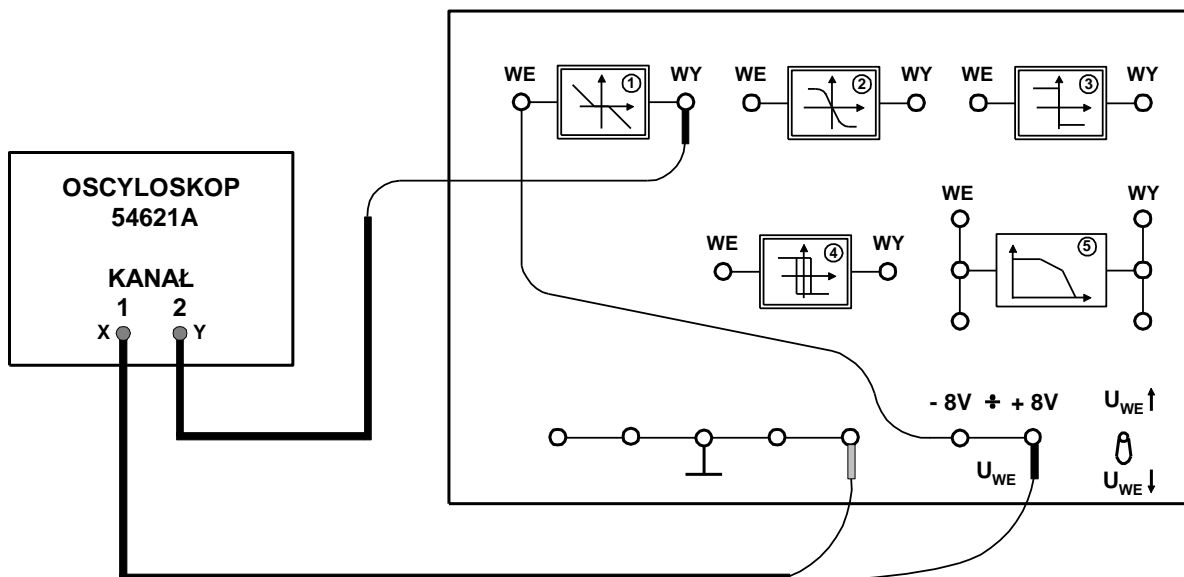 WE ① WY
WE ② WY
WE ③ WY
OSCYLOSKOP
54621A
KANAŁ
1 2
X Y
WE ④ WY
WE ⑤ WY
- 8V ÷ + 8V
U_WE
U_WE ↑
U_WE ↓